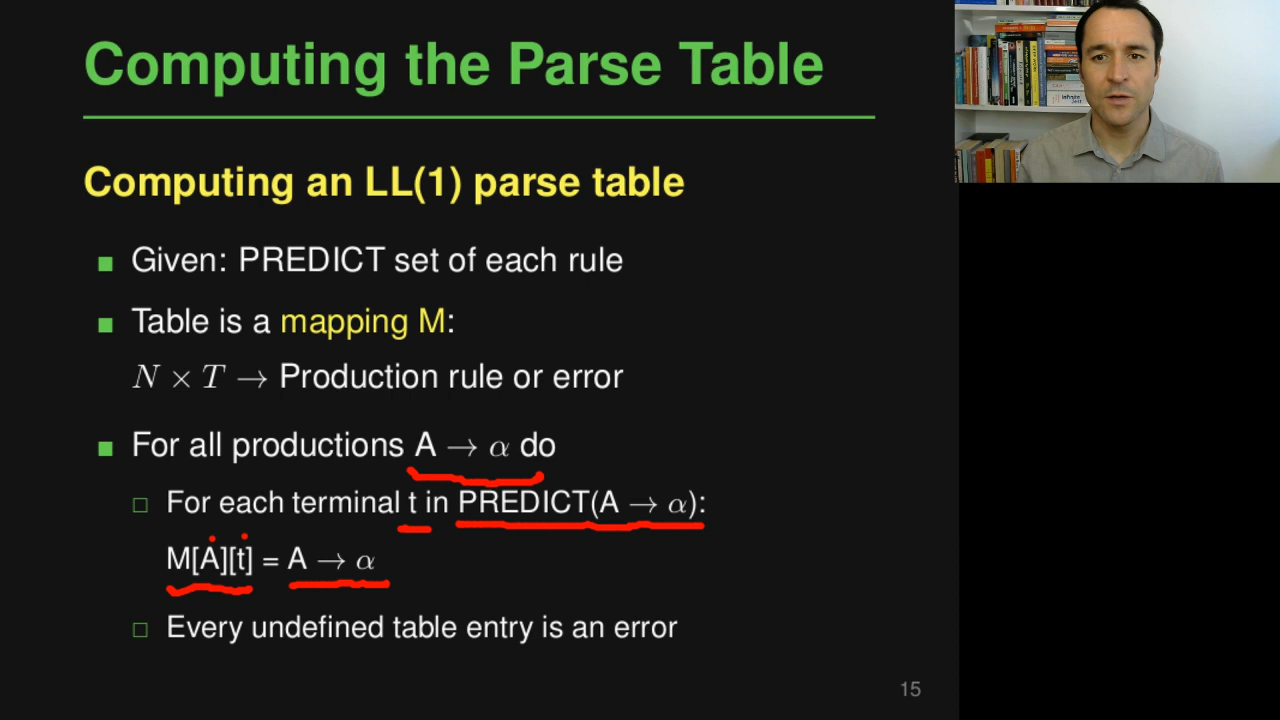 Computing the Parse Table
Computing an LL(1) parse table
■ Given: PREDICT set of each rule
■ Table is a mapping M:
N × T → Production rule or error
■ For all productions A → α do
□ For each terminal t in PREDICT(A → α):
M[A][t] = A → α
□ Every undefined table entry is an error
15